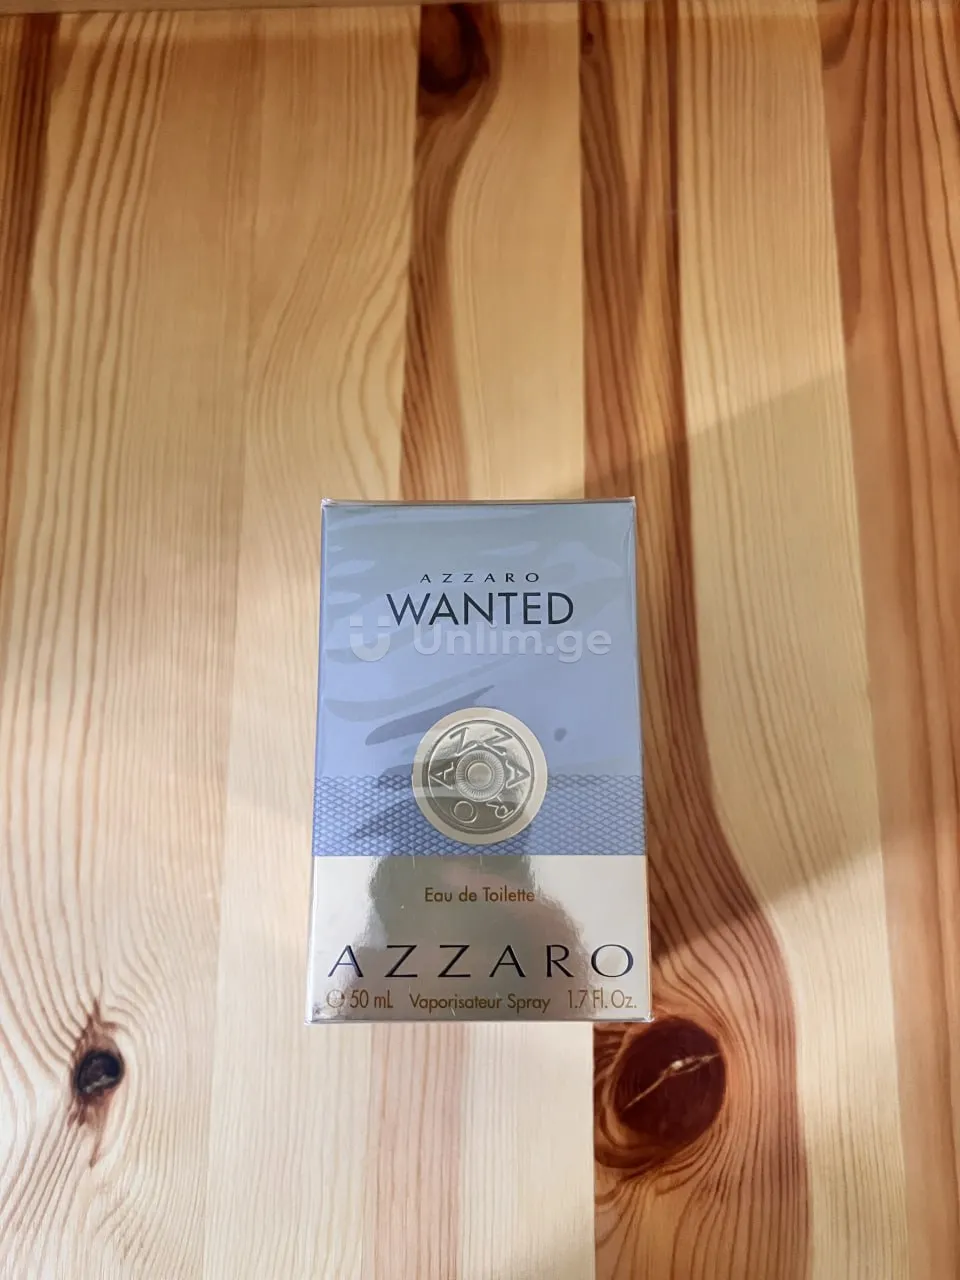 AZZARO
WANTED
Unlim.ge
AZZARO
Eau de Toilette
AZZARO
℮ 50 mL Vaporisateur Spray 1.7 Fl. Oz.